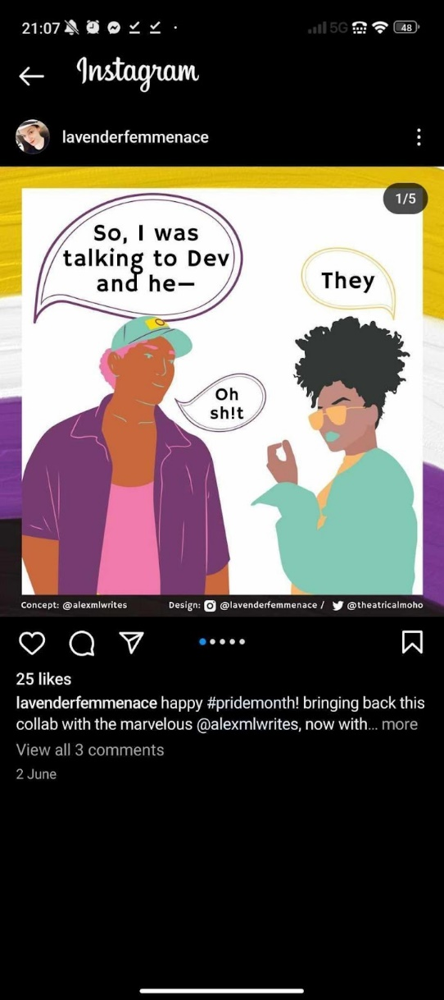 21:07
5G
48
Instagram
lavenderfemmenace
1/5
So, I was
talking to Dev
and he—
They
Oh
sh!t
Concept: @alexmlwrites
Design: @lavenderfemmenace / @theatricalmoho
25 likes
lavenderfemmenace happy #pridemonth! bringing back this
collab with the marvelous @alexmlwrites, now with... more
View all 3 comments
2 June